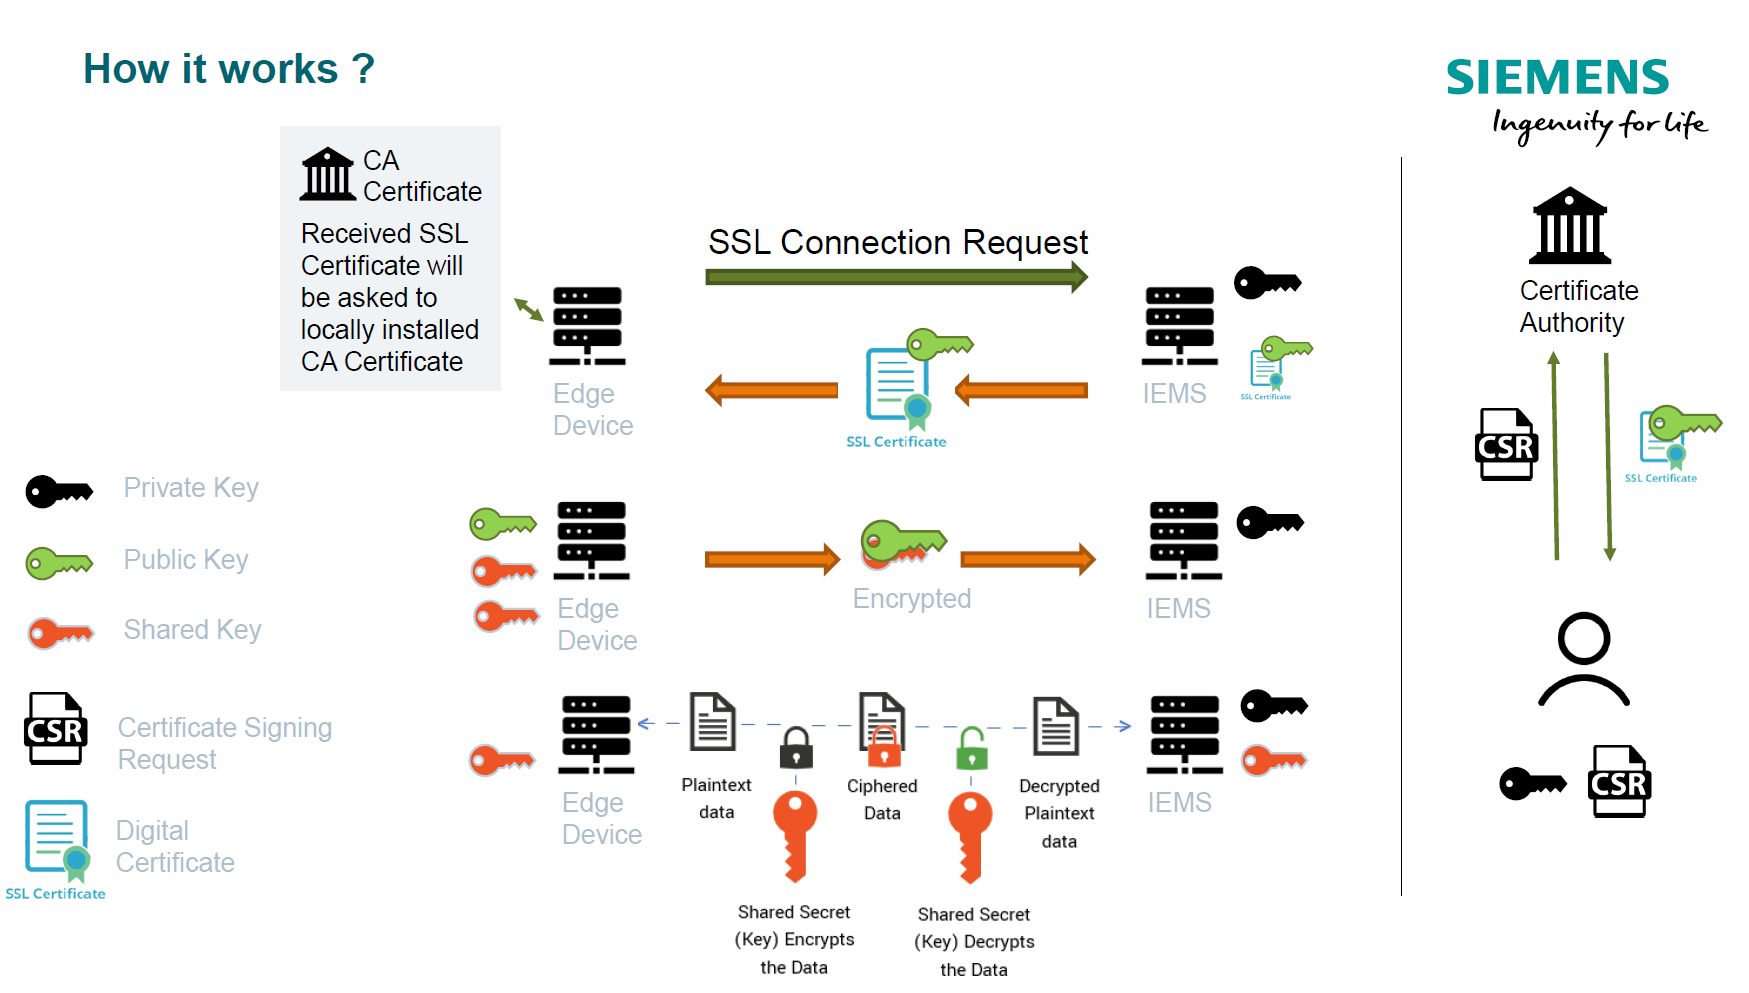 How it works ?
SIEMENS
Ingenuity for life
CA
Certificate
Received SSL
Certificate will
be asked to
locally installed
CA Certificate
SSL Connection Request
Edge
Device
SSL Certificate
IEMS
SSL Certificate
Certificate
Authority
CSR
SSL Certificate
Private Key
Public Key
Shared Key
CSR
Certificate Signing
Request
Digital
Certificate
SSL Certificate
Edge
Device
Encrypted
IEMS
Edge
Device
Plaintext
data
Ciphered
Data
Decrypted
Plaintext
data
IEMS
Shared Secret
(Key) Encrypts
the Data
Shared Secret
(Key) Decrypts
the Data
CSR